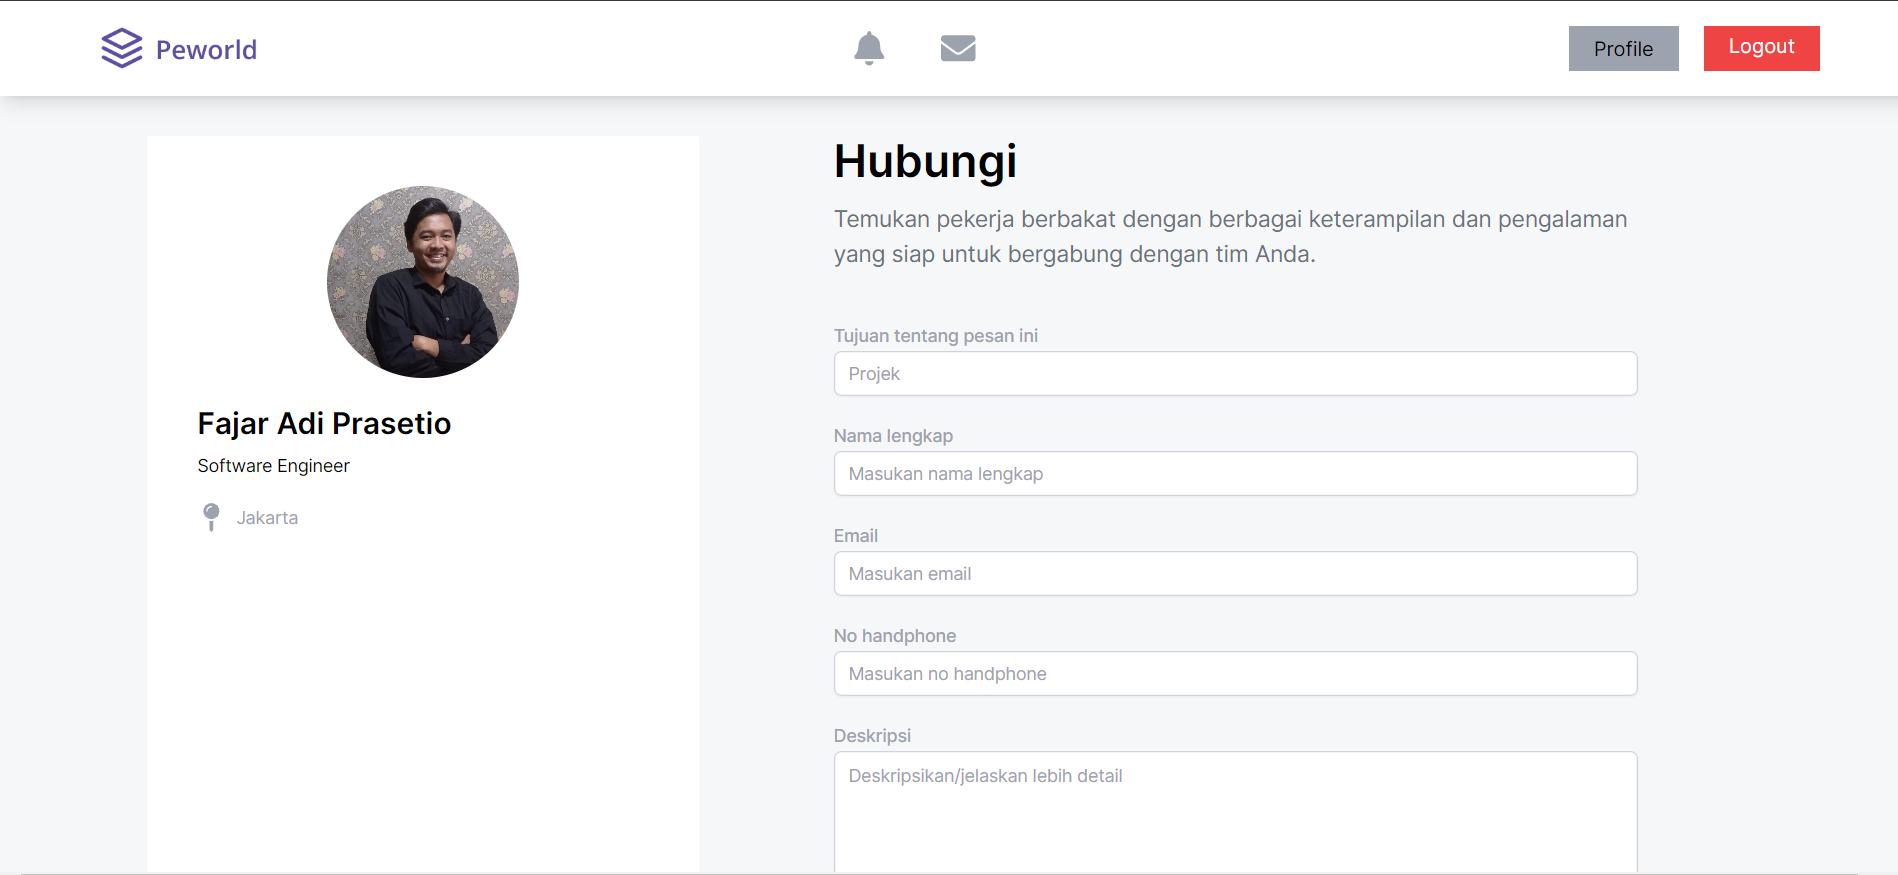 Peworld
Profile
Logout
Fajar Adi Prasetio
Software Engineer
Jakarta
Hubungi
Temukan pekerja berbakat dengan berbagai keterampilan dan pengalaman
yang siap untuk bergabung dengan tim Anda.
Tujuan tentang pesan ini
Projek
Nama lengkap
Masukan nama lengkap
Email
Masukan email
No handphone
Masukan no handphone
Deskripsi
Deskripsikan/jelaskan lebih detail